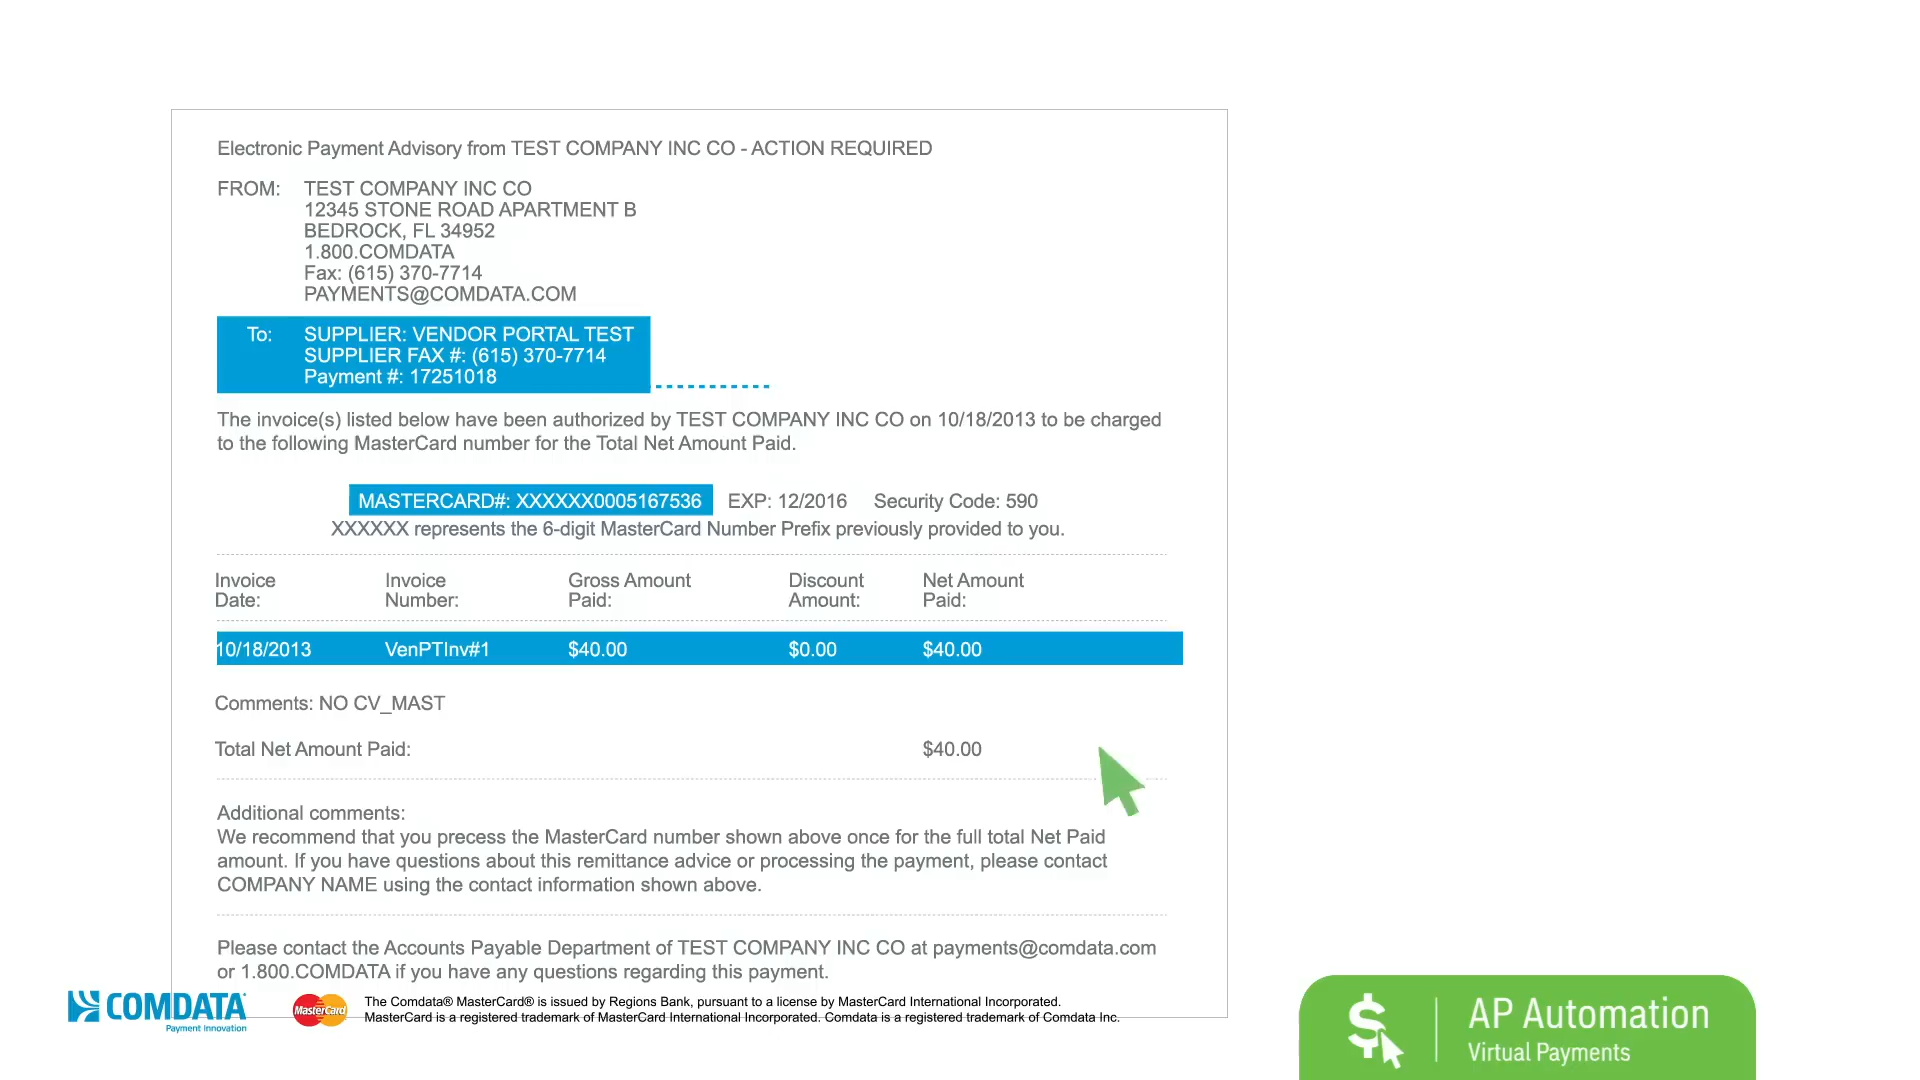 Electronic Payment Advisory from TEST COMPANY INC CO - ACTION REQUIRED
FROM: TEST COMPANY INC CO
12345 STONE ROAD APARTMENT B
BEDROCK, FL 34952
1.800.COMDATA
Fax: (615) 370-7714
PAYMENTS@COMDATA.COM
To: SUPPLIER: VENDOR PORTAL TEST
SUPPLIER FAX #: (615) 370-7714
Payment #: 17251018
The invoice(s) listed below have been authorized by TEST COMPANY INC CO on 10/18/2013 to be charged
to the following MasterCard number for the Total Net Amount Paid.
MASTERCARD#: XXXXXX0005167536 EXP: 12/2016 Security Code: 590
XXXXXX represents the 6-digit MasterCard Number Prefix previously provided to you.
Invoice Invoice Gross Amount Discount Net Amount
Date: Number: Paid: Amount: Paid:
10/18/2013 VenPTInv#1 $40.00 $0.00 $40.00
Comments: NO CV_MAST
Total Net Amount Paid: $40.00
Additional comments:
We recommend that you precess the MasterCard number shown above once for the full total Net Paid
amount. If you have questions about this remittance advice or processing the payment, please contact
COMPANY NAME using the contact information shown above.
Please contact the Accounts Payable Department of TEST COMPANY INC CO at payments@comdata.com
or 1.800.COMDATA if you have any questions regarding this payment.
COMDATA
Payment Innovation
MasterCard
The Comdata® MasterCard® is issued by Regions Bank, pursuant to a license by MasterCard International Incorporated.
MasterCard is a registered trademark of MasterCard International Incorporated. Comdata is a registered trademark of Comdata Inc.
AP Automation
Virtual Payments